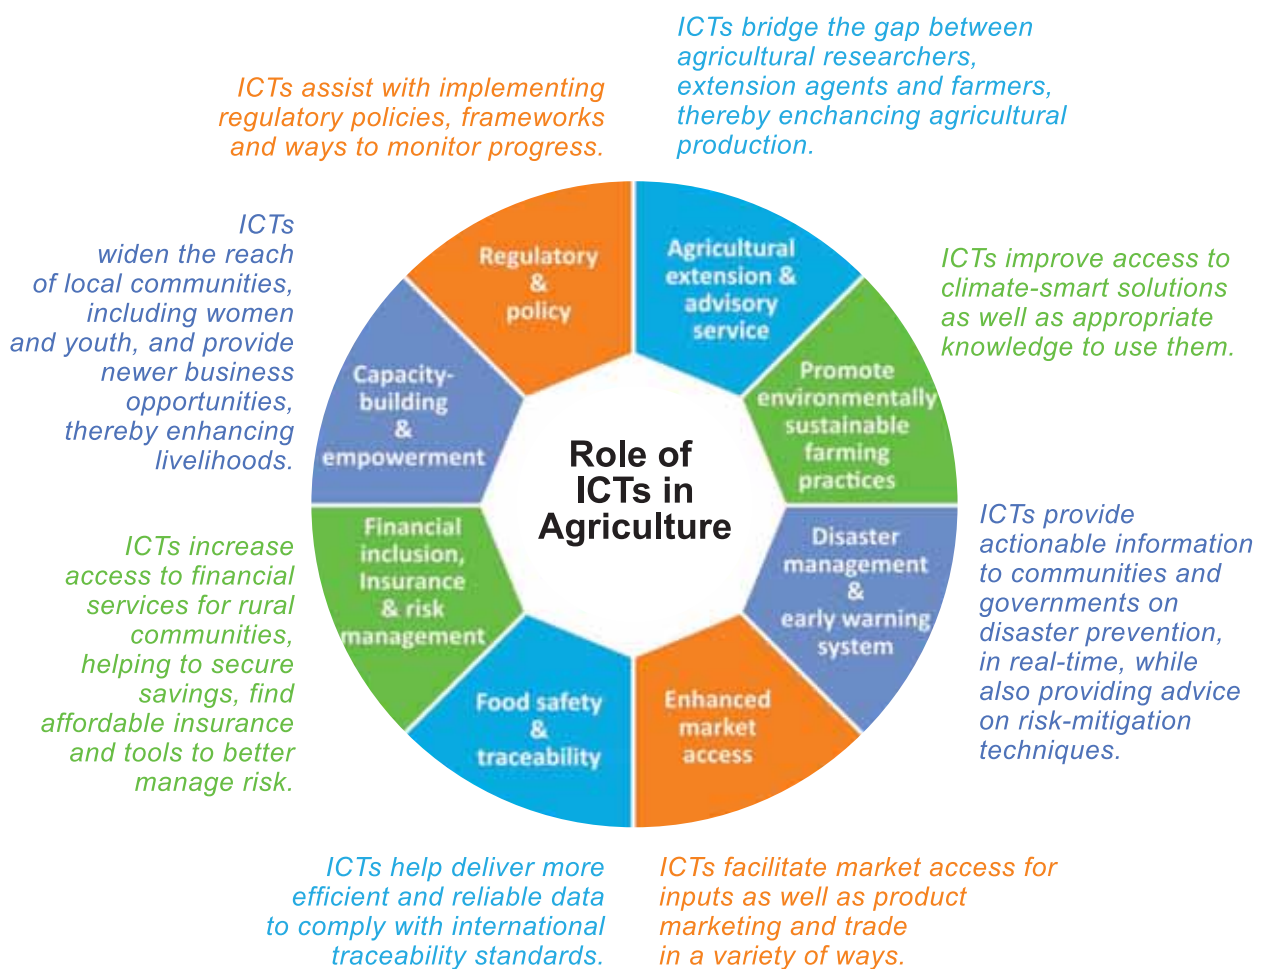 ICTs bridge the gap between
agricultural researchers,
extension agents and farmers,
thereby enchancing agricultural
production.
ICTs assist with implementing
regulatory policies, frameworks
and ways to monitor progress.
ICTs
widen the reach
of local communities,
including women
and youth, and provide
newer business
opportunities,
thereby enhancing
livelihoods.
Regulatory
&
policy
Agricultural
extension &
advisory
service
ICTs improve access to
climate-smart solutions
as well as appropriate
knowledge to use them.
Capacity-
building
&
empowerment
Promote
environmentally
sustainable
farming
practices
Role of
ICTs in
Agriculture
Financial
inclusion,
Insurance
& risk
management
Disaster
management
&
early warning
system
ICTs provide
actionable information
to communities and
governments on
disaster prevention,
in real-time, while
also providing advice
on risk-mitigation
techniques.
ICTs increase
access to financial
services for rural
communities,
helping to secure
savings, find
affordable insurance
and tools to better
manage risk.
Food safety
&
traceability
Enhanced
market
access
ICTs help deliver more
efficient and reliable data
to comply with international
traceability standards.
ICTs facilitate market access for
inputs as well as product
marketing and trade
in a variety of ways.